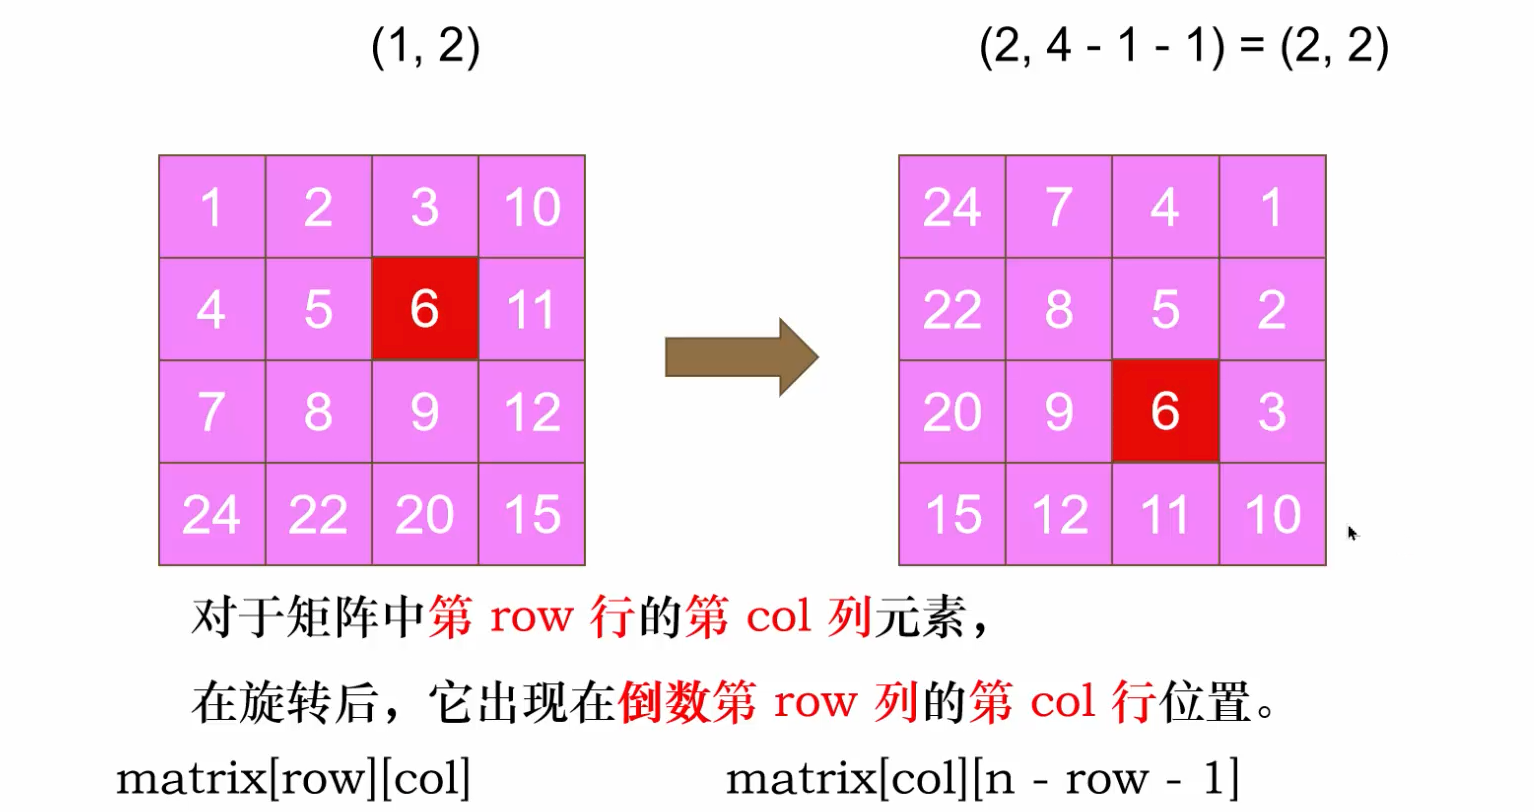 (1, 2)
(2, 4 - 1 - 1) = (2, 2)
1 2 3 10
4 5 6 11
7 8 9 12
24 22 20 15
24 7 4 1
22 8 5 2
20 9 6 3
15 12 11 10
对于矩阵中第 row 行的第 col 列元素，
在旋转后，它出现在倒数第 row 列的第 col 行位置。
matrix[row][col]
matrix[col][n - row - 1]